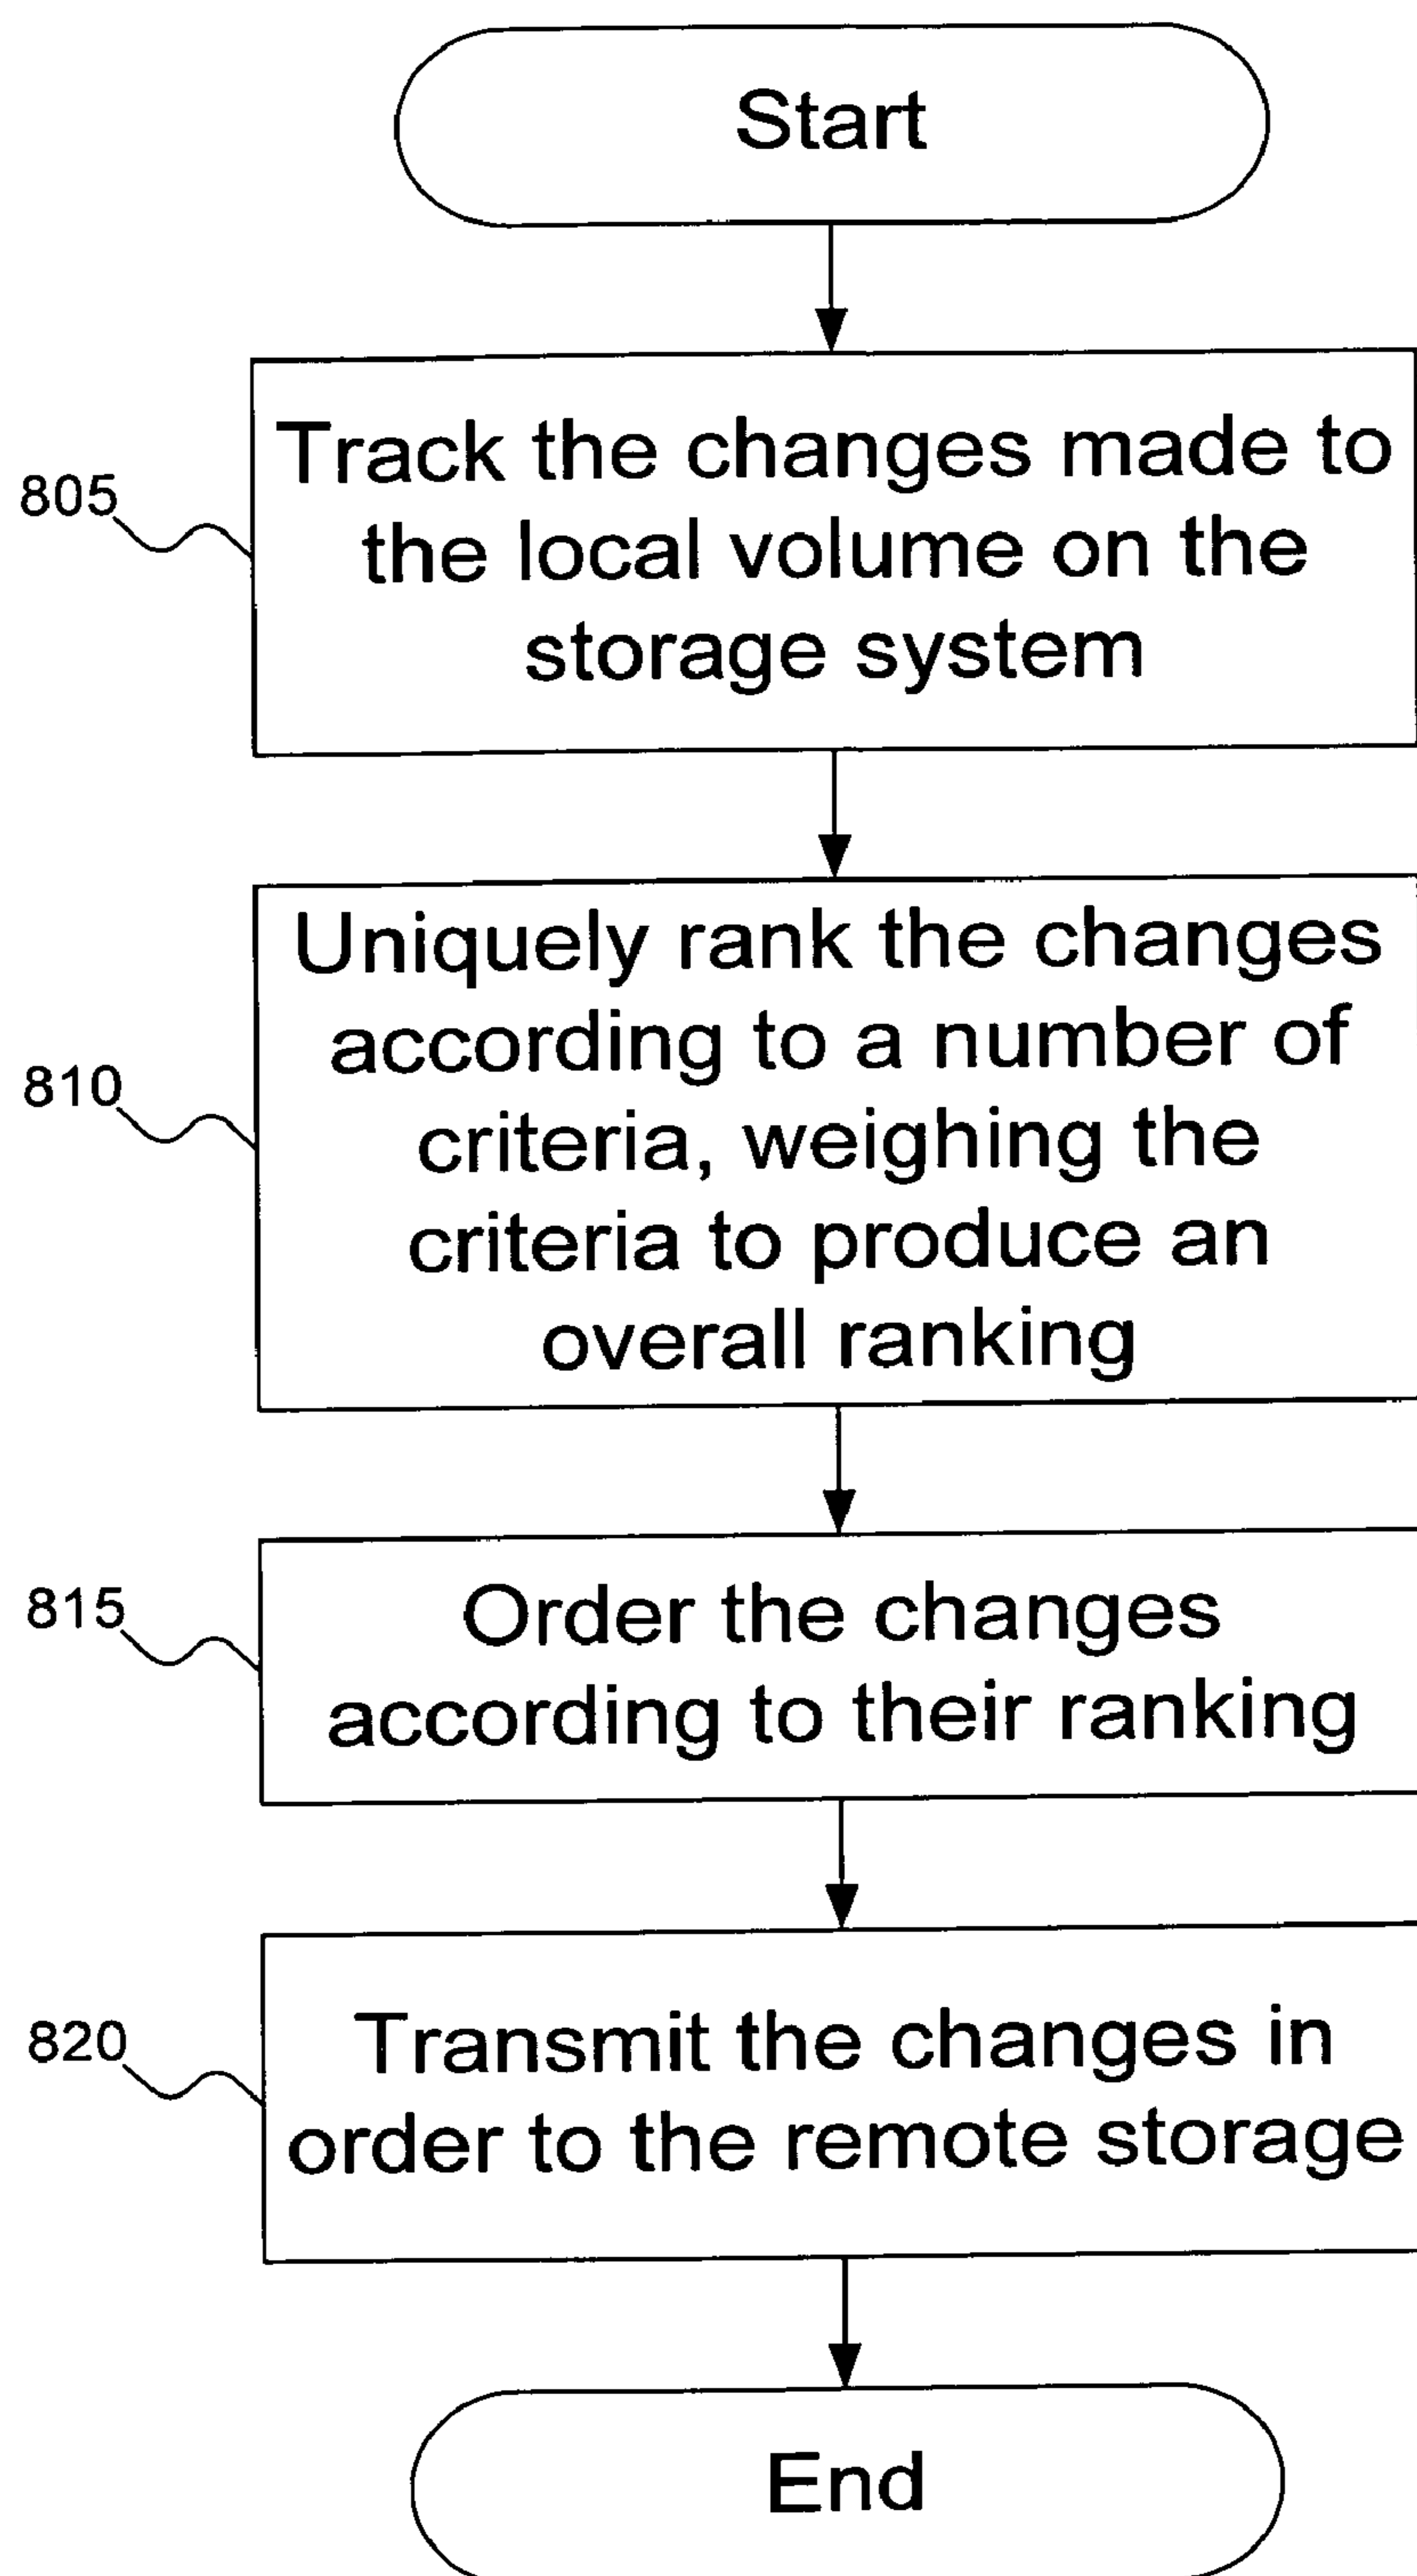 Start
805
Track the changes made to
the local volume on the
storage system
810
Uniquely rank the changes
according to a number of
criteria, weighing the
criteria to produce an
overall ranking
815
Order the changes
according to their ranking
820
Transmit the changes in
order to the remote storage
End